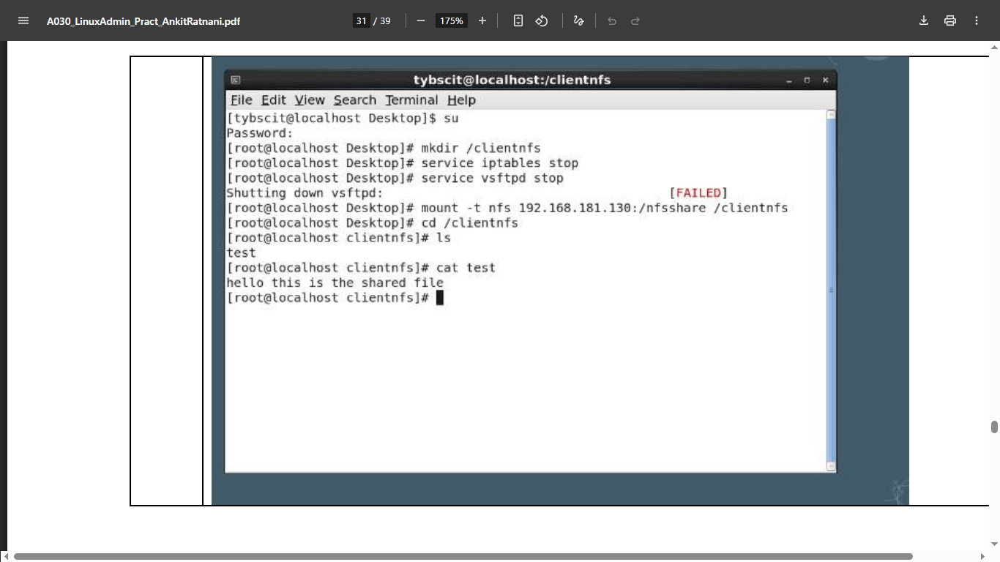 A030_LinuxAdmin_Pract_AnkitRatnani.pdf
31 / 39
175%
tybscit@localhost:/clientnfs
File Edit View Search Terminal Help
[tybscit@localhost Desktop]$ su
Password:
[root@localhost Desktop]# mkdir /clientnfs
[root@localhost Desktop]# service iptables stop
[root@localhost Desktop]# service vsftpd stop
Shutting down vsftpd: [FAILED]
[root@localhost Desktop]# mount -t nfs 192.168.181.130:/nfsshare /clientnfs
[root@localhost Desktop]# cd /clientnfs
[root@localhost clientnfs]# ls
test
[root@localhost clientnfs]# cat test
hello this is the shared file
[root@localhost clientnfs]#